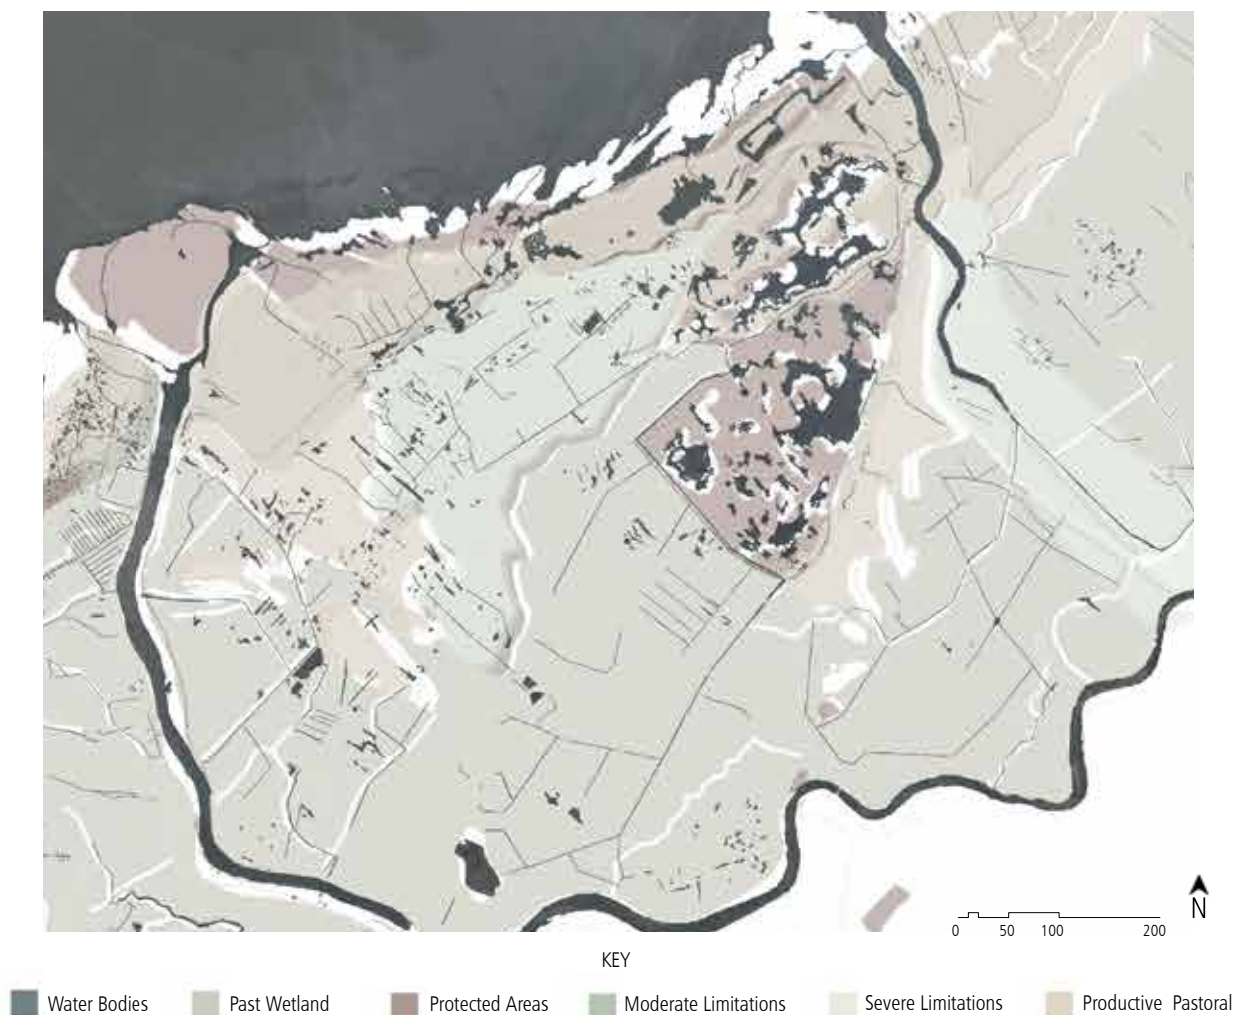 N
0 50 100 200
KEY
Water Bodies Past Wetland Protected Areas Moderate Limitations Severe Limitations Productive Pastoral